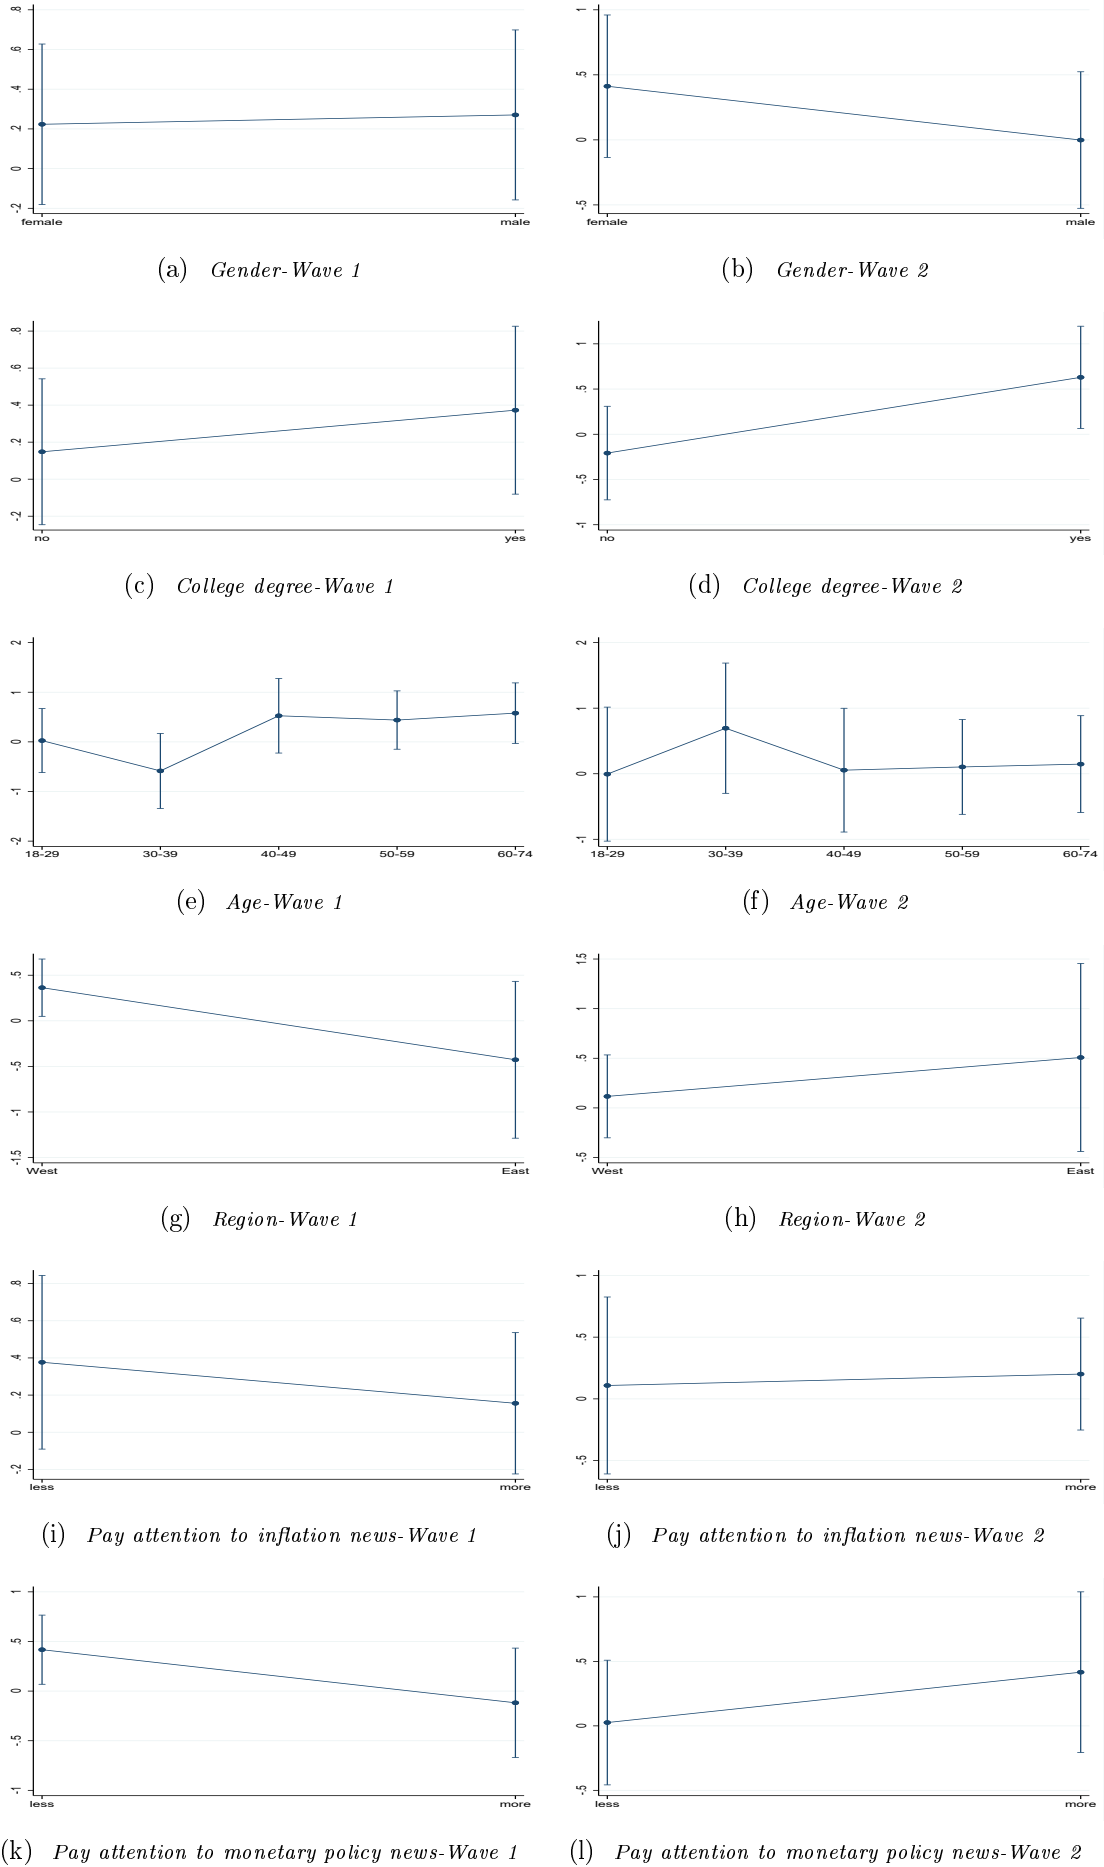 .8
.6
.4
.2
0
-.2
female male
1
.5
0
-.5
female male
(a) Gender-Wave 1
(b) Gender-Wave 2
.8
.6
.4
.2
0
-.2
no yes
1
.5
0
-.5
-1
no yes
(c) College degree-Wave 1
(d) College degree-Wave 2
2
1
0
-1
-2
18-29 30-39 40-49 50-59 60-74
2
1
0
-1
18-29 30-39 40-49 50-59 60-74
(e) Age-Wave 1
(f) Age-Wave 2
.5
0
-.5
-1
-1.5
West East
1.5
1
.5
0
-.5
West East
(g) Region-Wave 1
(h) Region-Wave 2
.8
.6
.4
.2
0
-.2
less more
1
.5
0
-.5
less more
(i) Pay attention to inflation news-Wave 1
(j) Pay attention to inflation news-Wave 2
1
.5
0
-.5
-1
less more
1
.5
0
-.5
less more
(k) Pay attention to monetary policy news-Wave 1
(l) Pay attention to monetary policy news-Wave 2